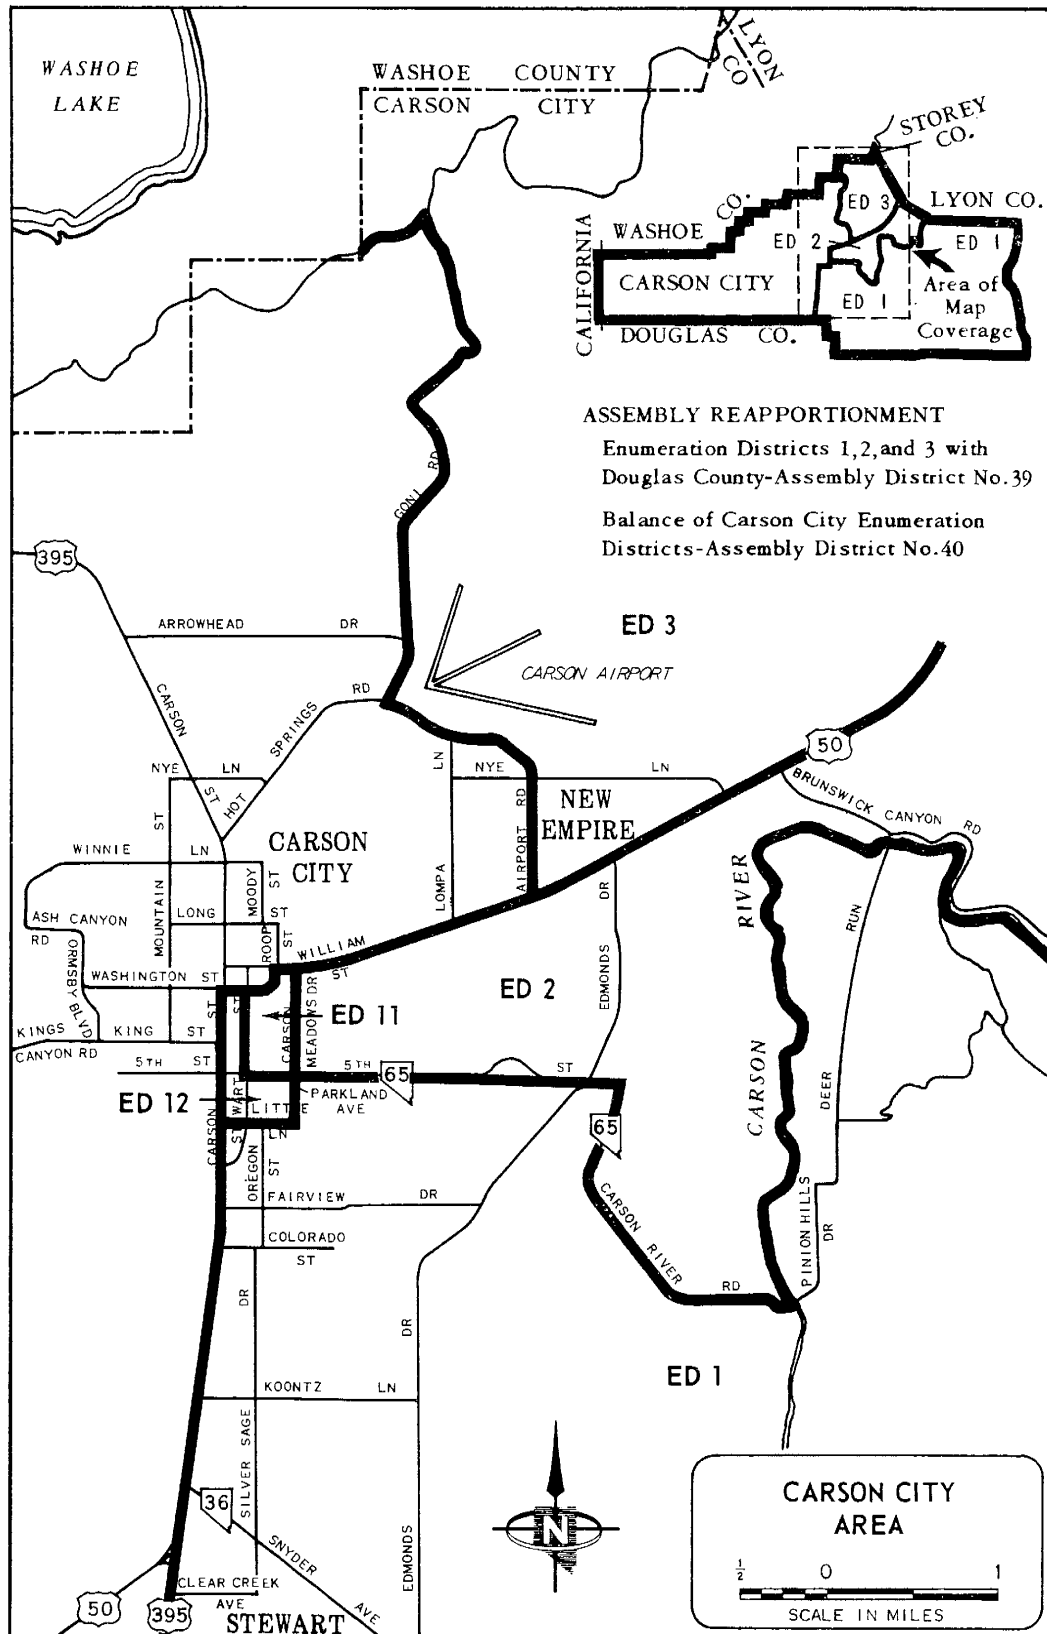 WASHOE
LAKE
WASHOE COUNTY
CARSON CITY
LYON
CO
STOREY
CO.
LYON CO.
WASHOE CO.
ED 3
ED 2
ED 1
CALIFORNIA
CARSON CITY
ED 1
Area of
Map
Coverage
DOUGLAS CO.
ASSEMBLY REAPPORTIONMENT
Enumeration Districts 1,2,and 3 with
Douglas County-Assembly District No.39
Balance of Carson City Enumeration
Districts-Assembly District No.40
GONI RD
395
ARROWHEAD DR
ED 3
CARSON AIRPORT
CARSON ST
HOT SPRINGS RD
50
NYE LN
LOMPA LN
NYE LN
AIRPORT RD
NEW
EMPIRE
BRUNSWICK CANYON RD
CARSON
CITY
WINNIE LN
MOUNTAIN ST
MOODY ST
LONG ST
ROOP ST
ASH CANYON
RD
ORMSBY BLVD
WILLIAM ST
EDMONDS DR
CARSON RIVER
DEER RUN
WASHINGTON ST
ED 2
ST
ST
ED 11
CARSON
MEADOWS DR
KINGS
CANYON RD
KING ST
5TH ST
5TH ST
65
PARKLAND
AVE
ED 12
CARSON
STEWART
ST
LITTLE
LN
65
OREGON ST
FAIRVIEW DR
COLORADO
ST
CARSON RIVER RD
PINION HILLS
DR
DR
DR
ED 1
KOONTZ LN
SILVER SAGE
36
SNYDER AVE
N
EDMONDS
CLEAR CREEK
AVE
50
395
STEWART
CARSON CITY
AREA
1/2 0 1
SCALE IN MILES